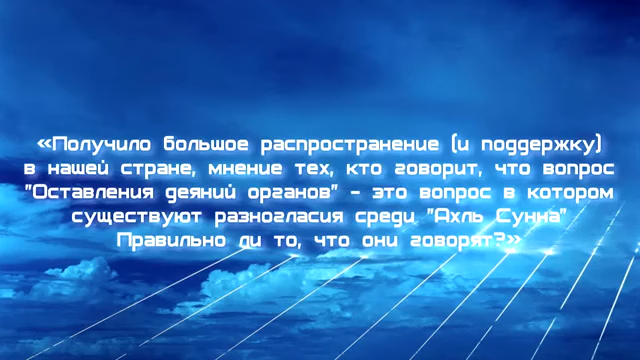 «Получило большое распространение (и поддержку)
в нашей стране, мнение тех, кто говорит, что вопрос
"Оставления деяний органов" - это вопрос в котором
существуют разногласия среди "Ахль Сунна"
Правильно ли то, что они говорят?»